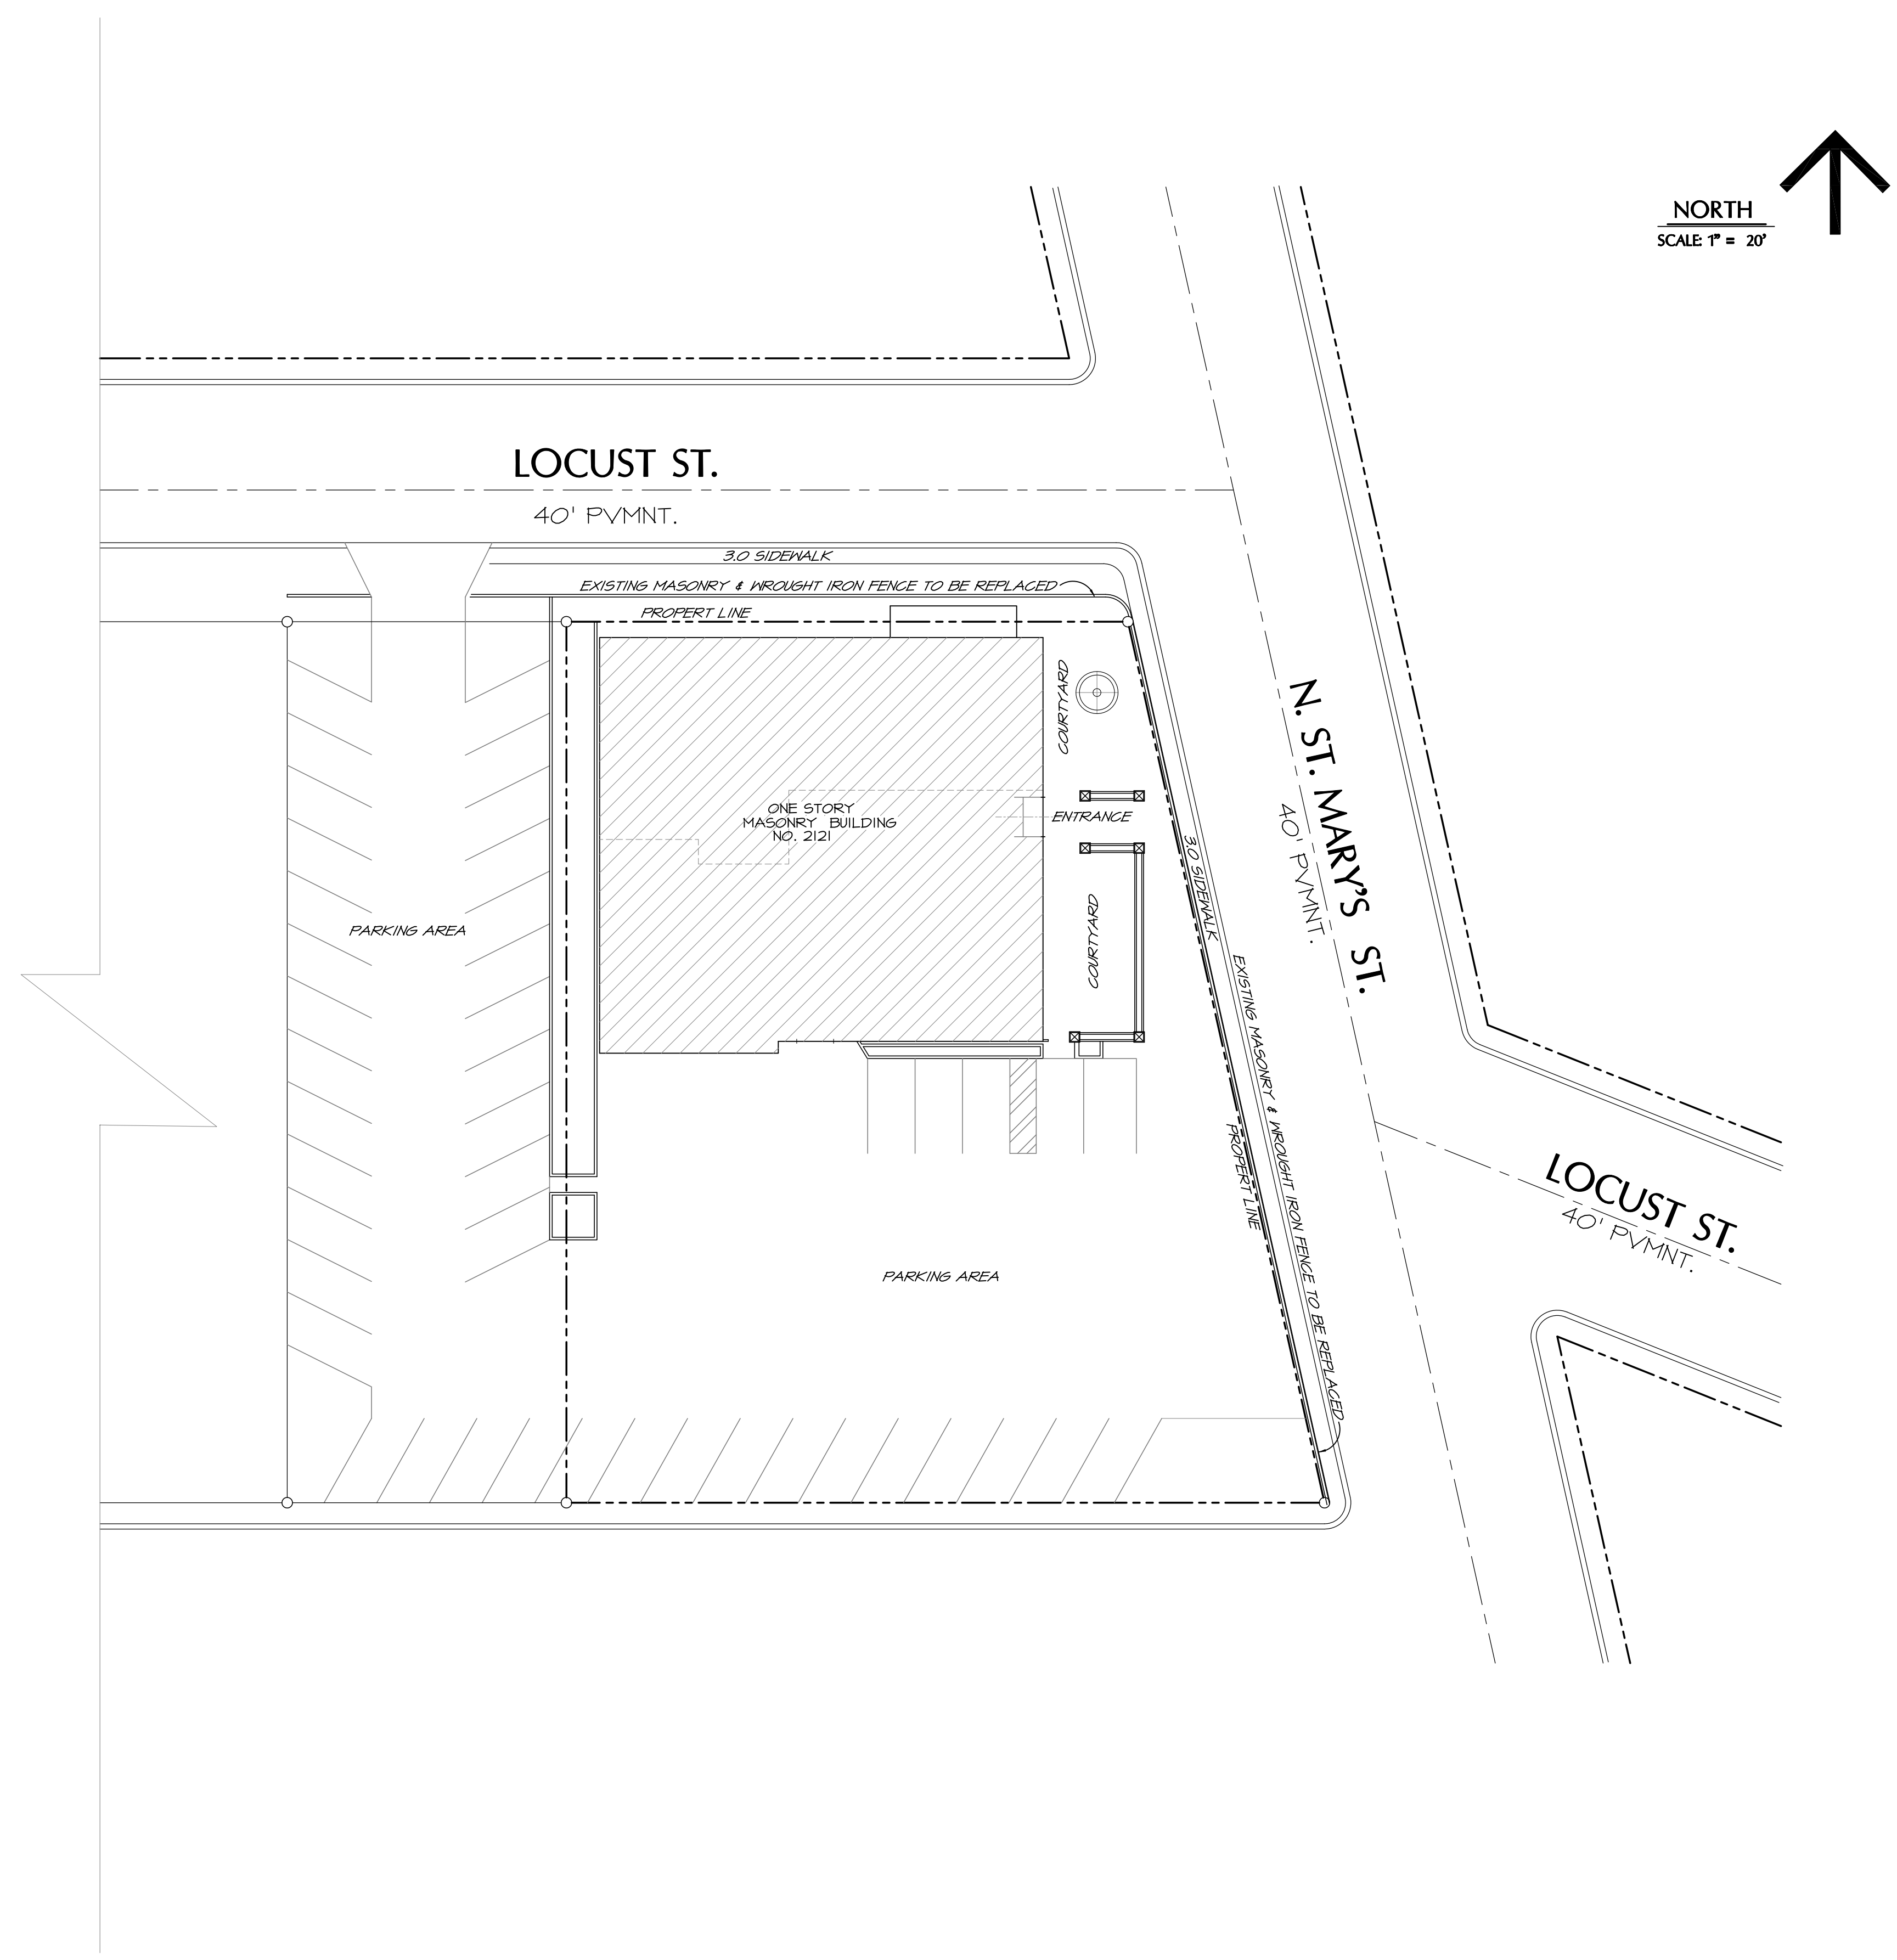 NORTH
SCALE: 1" = 20'
LOCUST ST.
40' PVMNT.
3.0 SIDEWALK
EXISTING MASONRY & WROUGHT IRON FENCE TO BE REPLACED
PROPERT LINE
COURTYARD
N. ST. MARY'S ST.
40' PVMNT.
ONE STORY
MASONRY BUILDING
NO. 2121
ENTRANCE
3.0 SIDEWALK
COURTYARD
PARKING AREA
EXISTING MASONRY & WROUGHT IRON FENCE TO BE REPLACED
PROPERT LINE
LOCUST ST.
40' PVMNT.
PARKING AREA